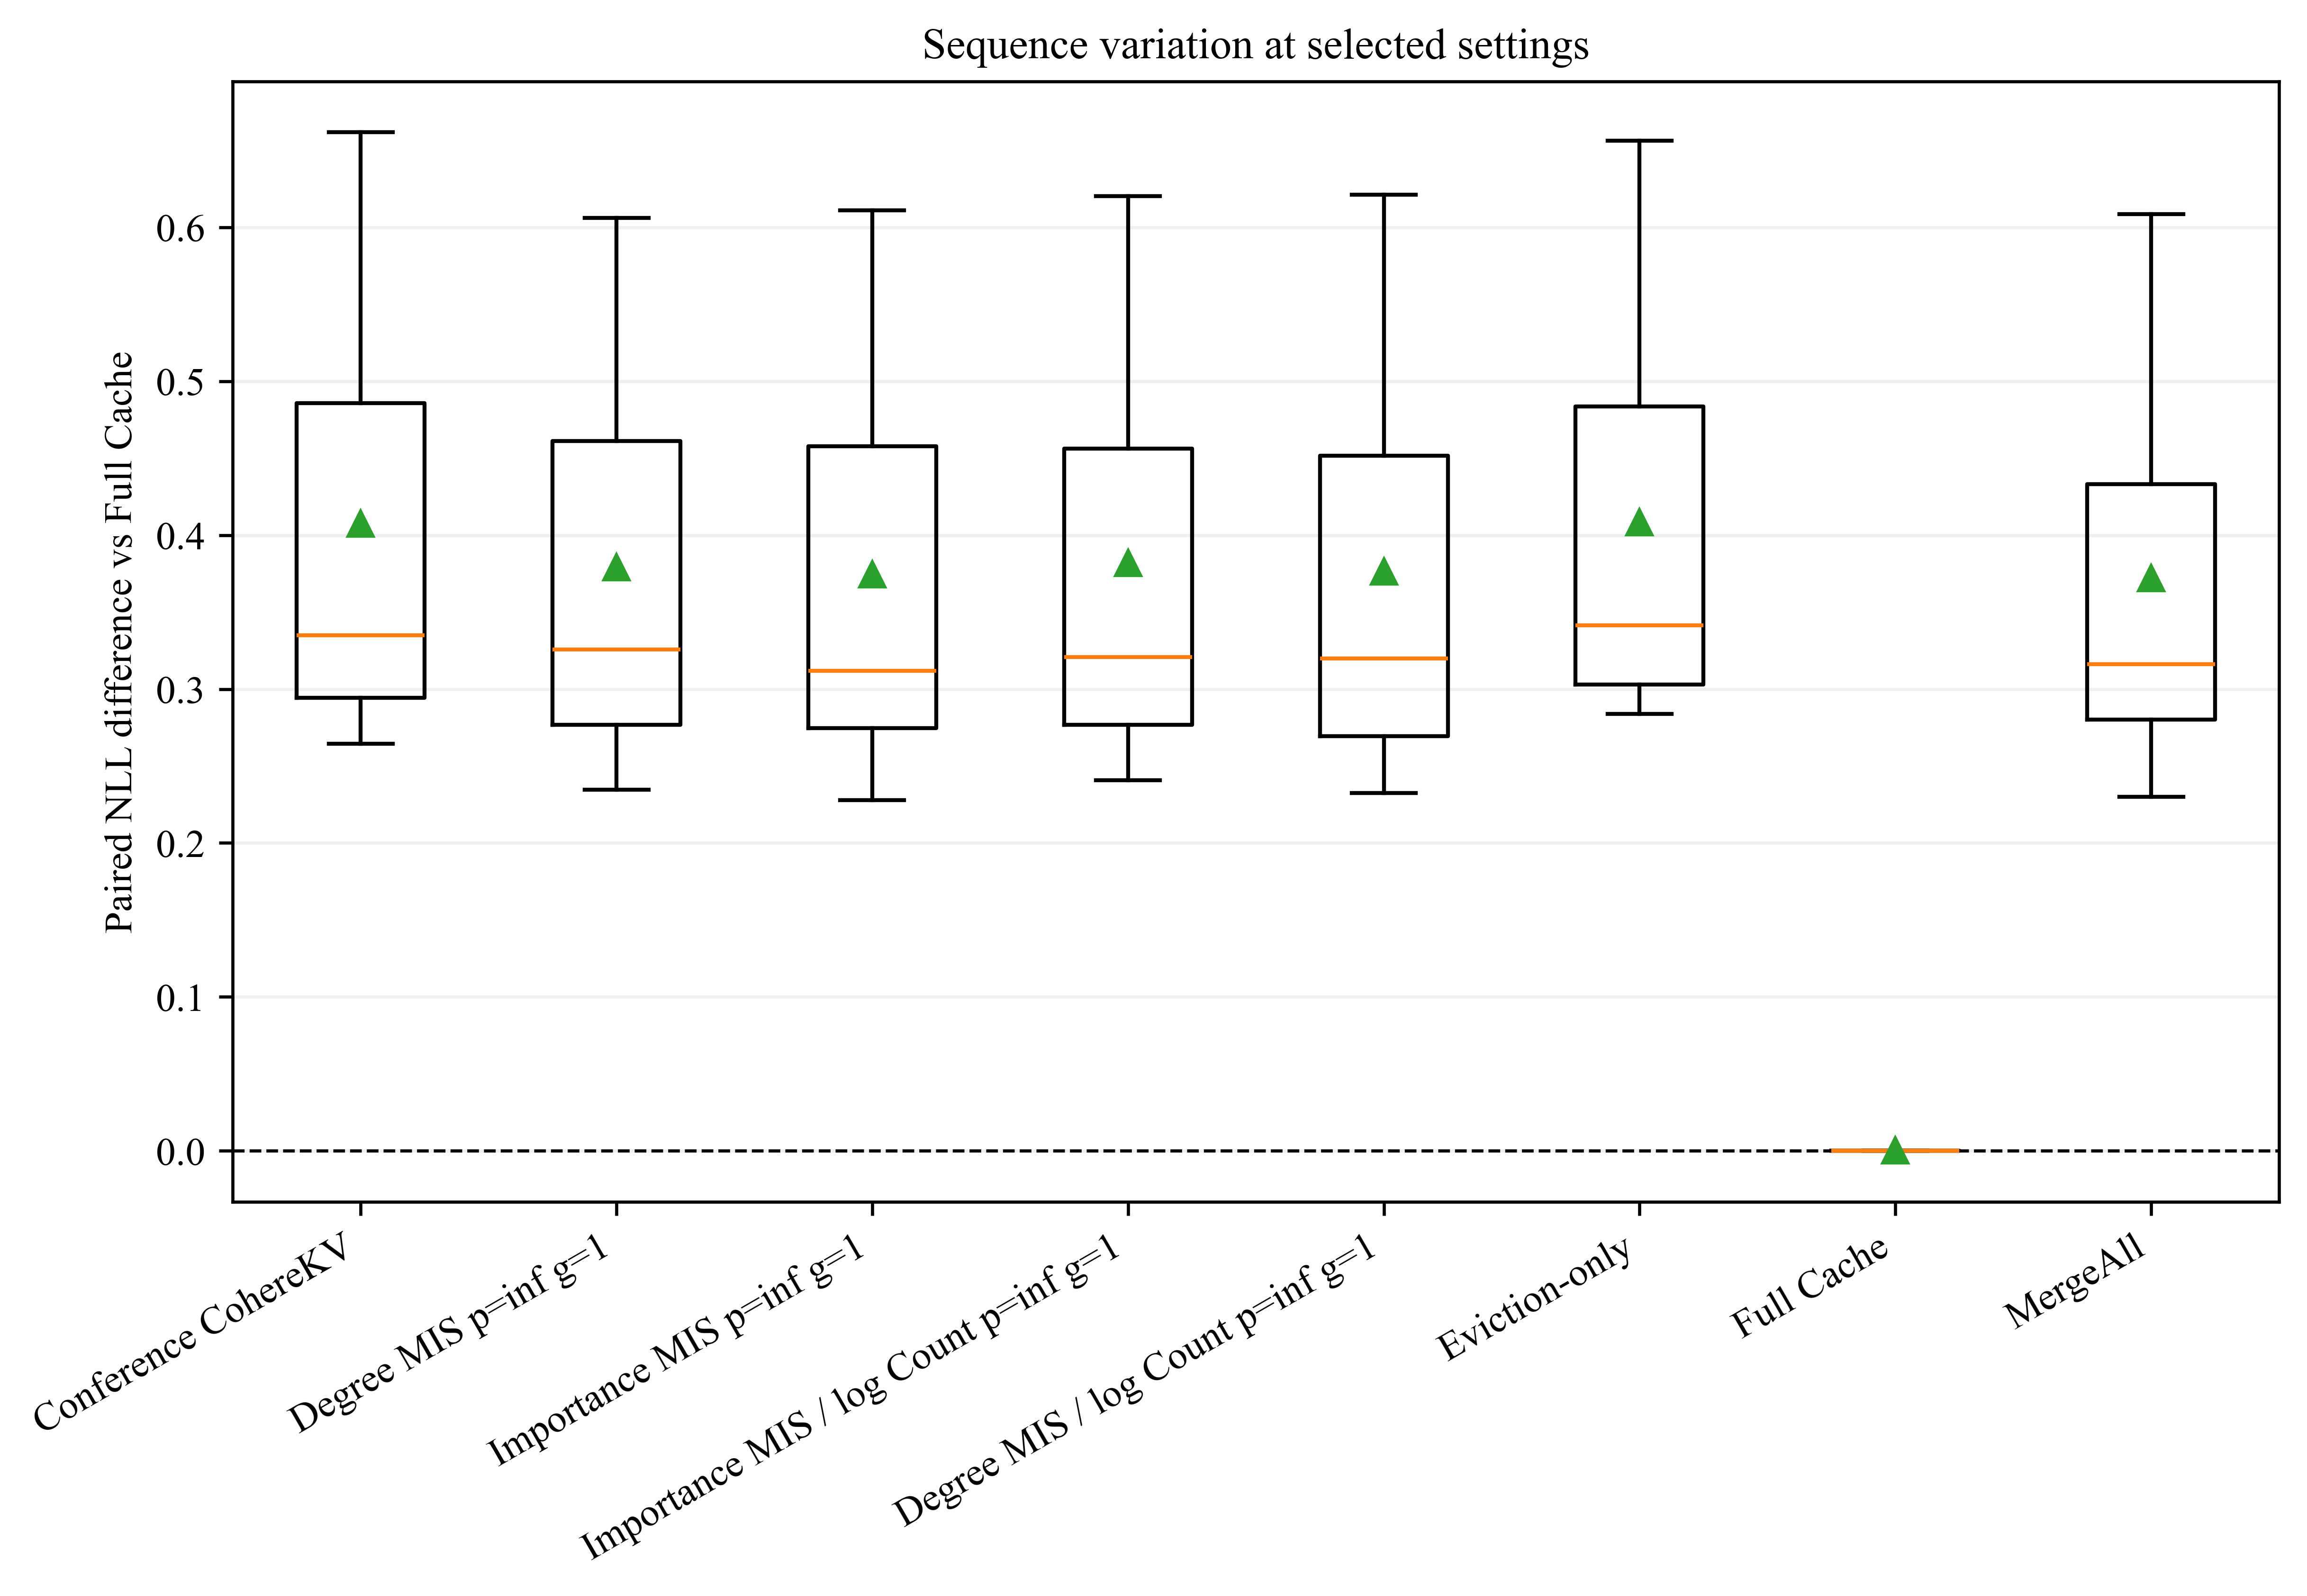 Sequence variation at selected settings
Paired NLL difference vs Full Cache
0.6
0.5
0.4
0.3
0.2
0.1
0.0
Conference CohereKV
Degree MIS p=inf g=1
Importance MIS p=inf g=1
Importance MIS / log Count p=inf g=1
Degree MIS / log Count p=inf g=1
Eviction-only
Full Cache
MergeAll